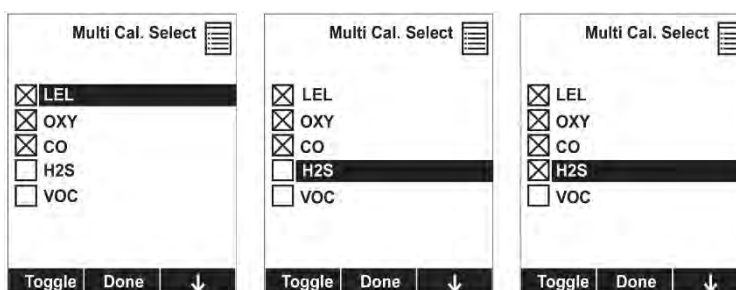 Multi Cal. Select
LEL
OXY
CO
H2S
VOC
Toggle Done ↓
Multi Cal. Select
LEL
OXY
CO
H2S
VOC
Toggle Done ↓
Multi Cal. Select
LEL
OXY
CO
H2S
VOC
Toggle Done ↓